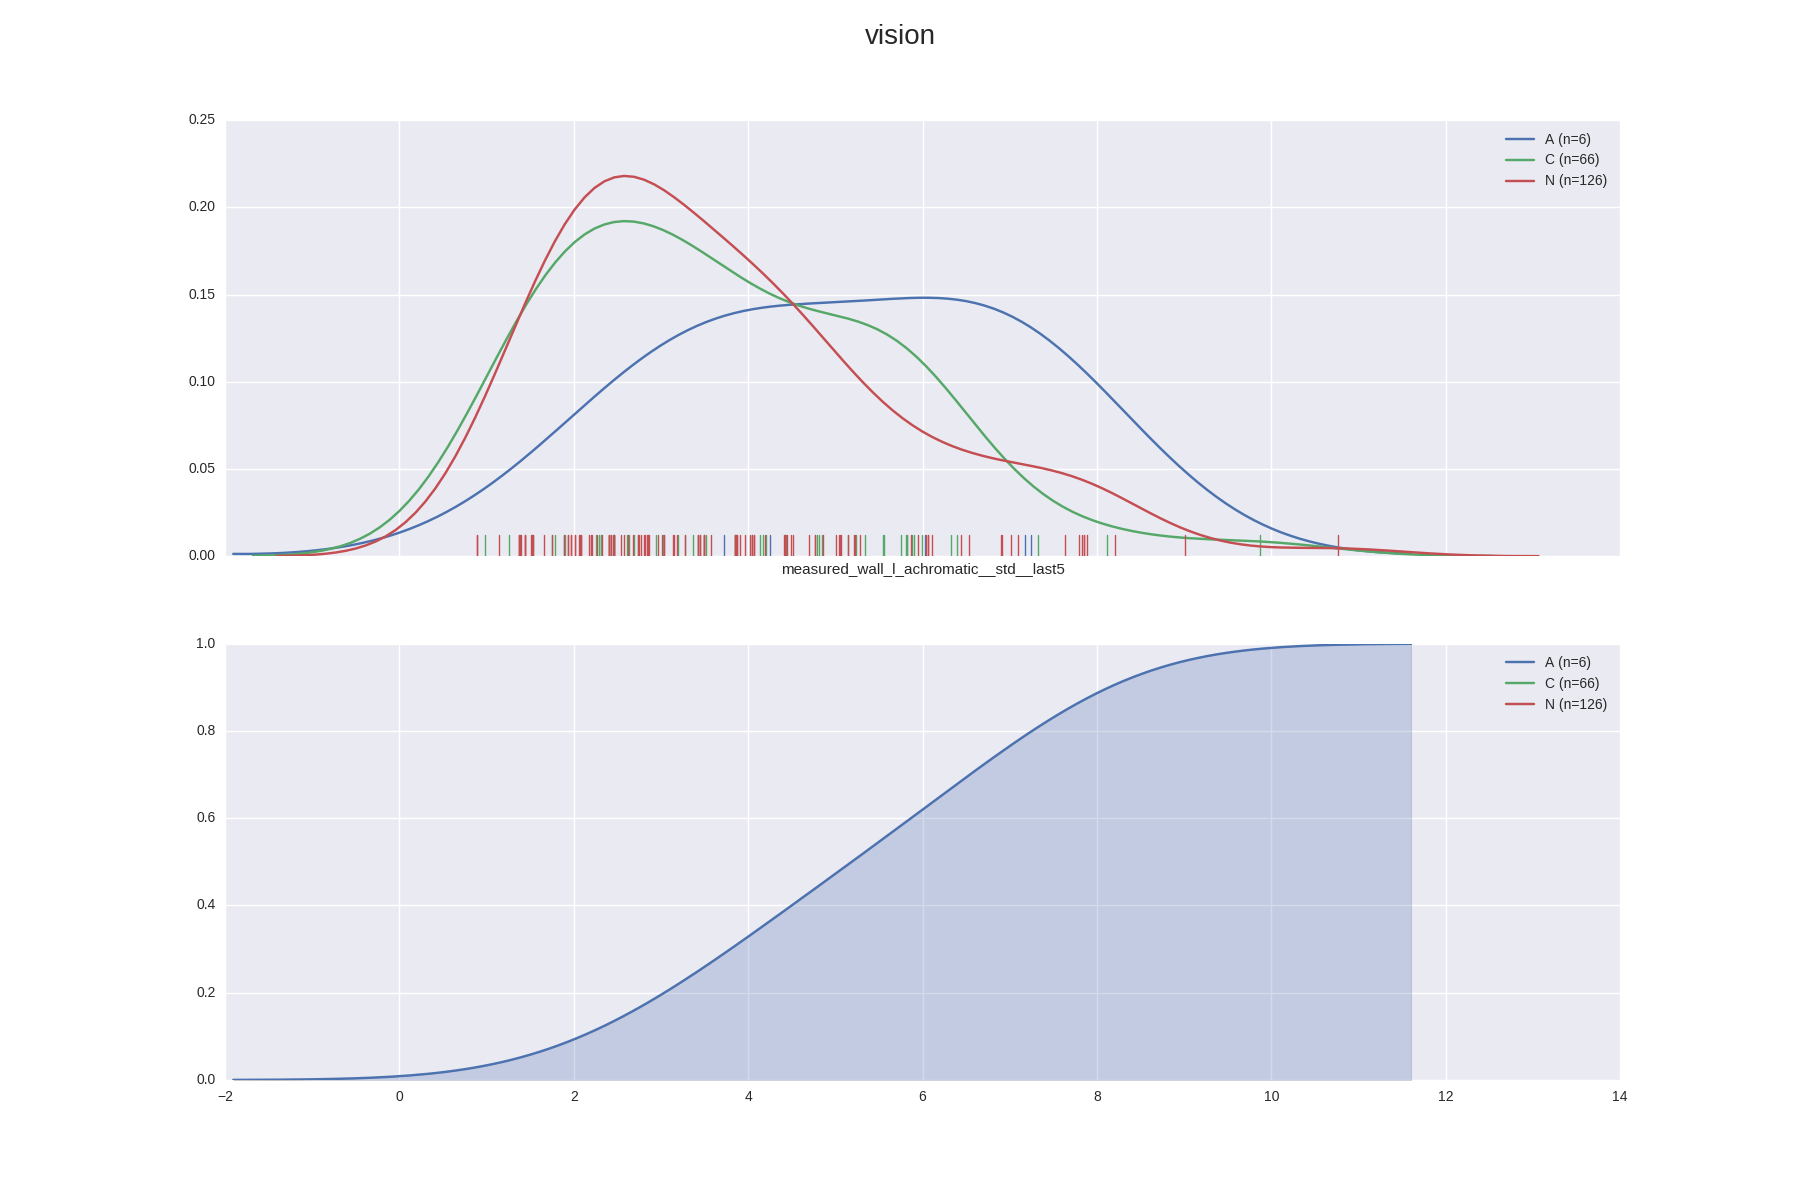 vision
0.25
0.20
0.15
0.10
0.05
0.00
A (n=6)
C (n=66)
N (n=126)
measured_wall_l_achromatic__std__last5
1.0
0.8
0.6
0.4
0.2
0.0
A (n=6)
C (n=66)
N (n=126)
−2 0 2 4 6 8 10 12 14